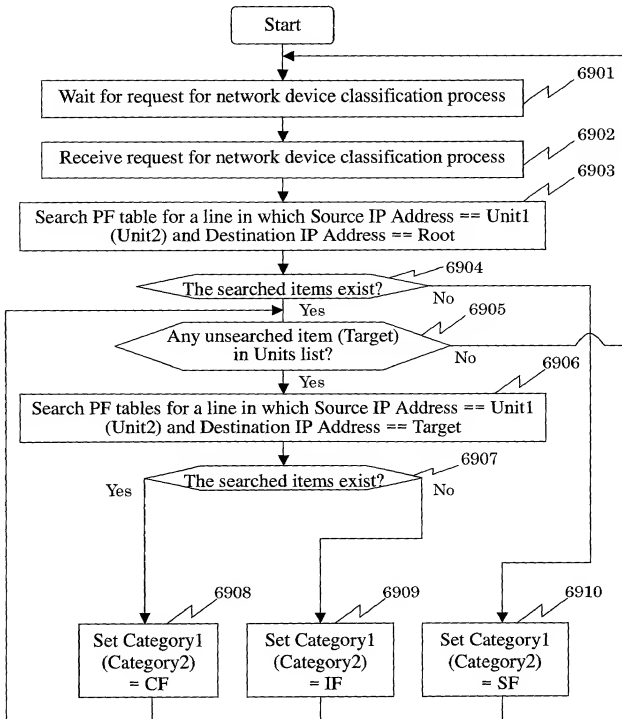 Start
6901
Wait for request for network device classification process
6902
Receive request for network device classification process
6903
Search PF table for a line in which Source IP Address == Unit1
(Unit2) and Destination IP Address == Root
6904
The searched items exist?
No
Yes
6905
Any unsearched item (Target)
in Units list?
No
Yes
6906
Search PF tables for a line in which Source IP Address == Unit1
(Unit2) and Destination IP Address == Target
6907
The searched items exist?
Yes
No
6908
6909
6910
Set Category1
(Category2)
= CF
Set Category1
(Category2)
= IF
Set Category1
(Category2)
= SF